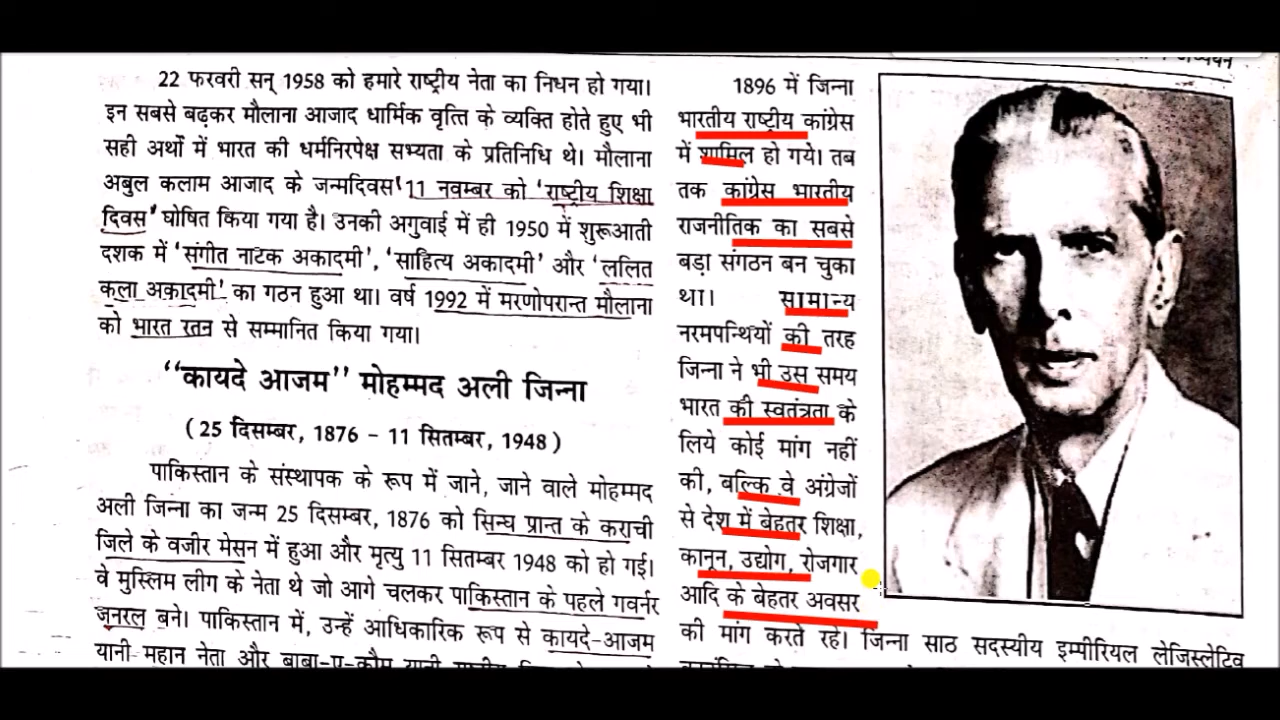 22 फरवरी सन् 1958 को हमारे राष्ट्रीय नेता का निधन हो गया।
इन सबसे बढ़कर मौलाना आजाद धार्मिक वृत्ति के व्यक्ति होते हुए भी
सही अर्थों में भारत की धर्मनिरपेक्ष सभ्यता के प्रतिनिधि थे। मौलाना
अबुल कलाम आजाद के जन्मदिवस '11 नवम्बर को 'राष्ट्रीय शिक्षा
दिवस' घोषित किया गया है। उनकी अगुवाई में ही 1950 में शुरूआती
दशक में 'संगीत नाटक अकादमी', 'साहित्य अकादमी' और 'ललित
कला अकादमी' का गठन हुआ था। वर्ष 1992 में मरणोपरान्त मौलाना
को भारत रतन से सम्मानित किया गया।
"कायदे आजम" मोहम्मद अली जिन्ना
(25 दिसम्बर, 1876 - 11 सितम्बर, 1948)
पाकिस्तान के संस्थापक के रूप में जाने, जाने वाले मोहम्मद
अली जिन्ना का जन्म 25 दिसम्बर, 1876 को सिन्ध प्रान्त के कराची
जिले के वजीर मेसन में हुआ और मृत्यु 11 सितम्बर 1948 को हो गई।
वे मुस्लिम लीग के नेता थे जो आगे चलकर पाकिस्तान के पहले गवर्नर
जनरल बने। पाकिस्तान में, उन्हें आधिकारिक रूप से कायदे-आजम
यानी महान नेता और बाबा-ए-कौम यानी
1896 में जिन्ना
भारतीय राष्ट्रीय कांग्रेस
में शामिल हो गये। तब
तक कांग्रेस भारतीय
राजनीतिक का सबसे
बड़ा संगठन बन चुका
था। सामान्य
नरमपन्थियों की तरह
जिन्ना ने भी उस समय
भारत की स्वतंत्रता के
लिये कोई मांग नहीं
की, बल्कि वे अंग्रेजों
से देश में बेहतर शिक्षा,
कानून, उद्योग, रोजगार
आदि के बेहतर अवसर
की मांग करते रहे। जिन्ना साठ सदस्यीय इम्पीरियल लेजिस्लेटिव